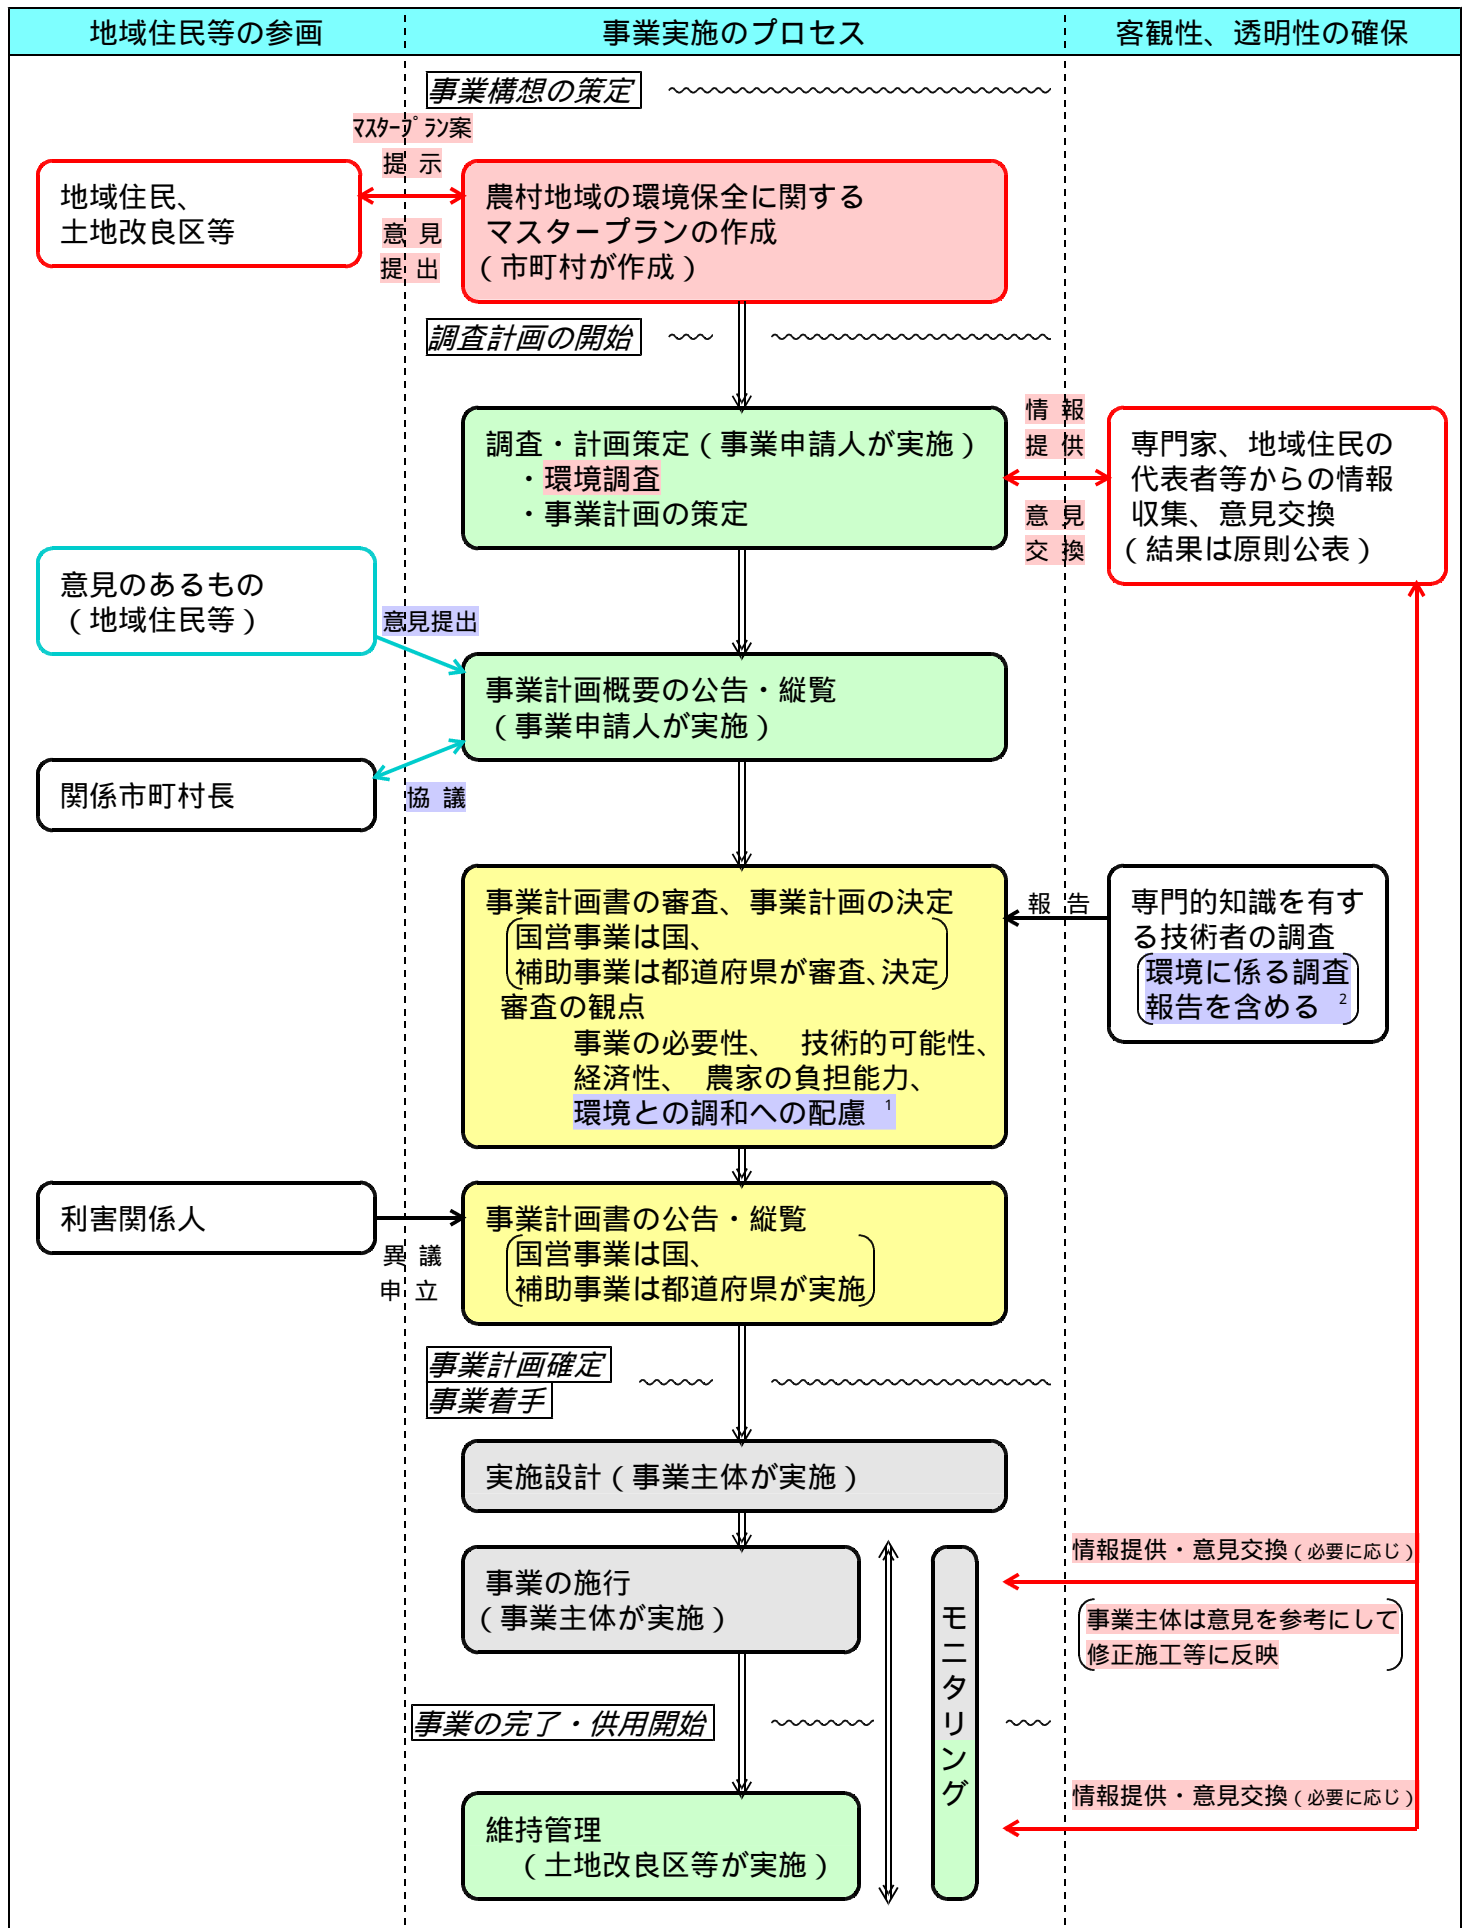 地域住民等の参画
事業実施のプロセス
客観性、透明性の確保
事業構想の策定
ﾏｽﾀｰﾌﾟﾗﾝ案
提 示
地域住民、
土地改良区等
意 見
提 出
農村地域の環境保全に関する
マスタープランの作成
(市町村が作成)
調査計画の開始
調査・計画策定(事業申請人が実施)
・環境調査
・事業計画の策定
情 報
提 供
意 見
交 換
専門家、地域住民の
代表者等からの情報
収集、意見交換
(結果は原則公表)
意見のあるもの
(地域住民等)
意見提出
事業計画概要の公告・縦覧
(事業申請人が実施)
関係市町村長
協 議
事業計画書の審査、事業計画の決定
国営事業は国、
補助事業は都道府県が審査、決定
審査の観点
事業の必要性、 技術的可能性、
経済性、 農家の負担能力、
環境との調和への配慮 1
報 告
専門的知識を有す
る技術者の調査
環境に係る調査
報告を含める 2
利害関係人
異 議
申 立
事業計画書の公告・縦覧
国営事業は国、
補助事業は都道府県が実施
事業計画確定
事業着手
実施設計(事業主体が実施)
事業の施行
(事業主体が実施)
モニタリング
情報提供・意見交換(必要に応じ)
事業主体は意見を参考にして
修正施工等に反映
事業の完了・供用開始
情報提供・意見交換(必要に応じ)
維持管理
(土地改良区等が実施)